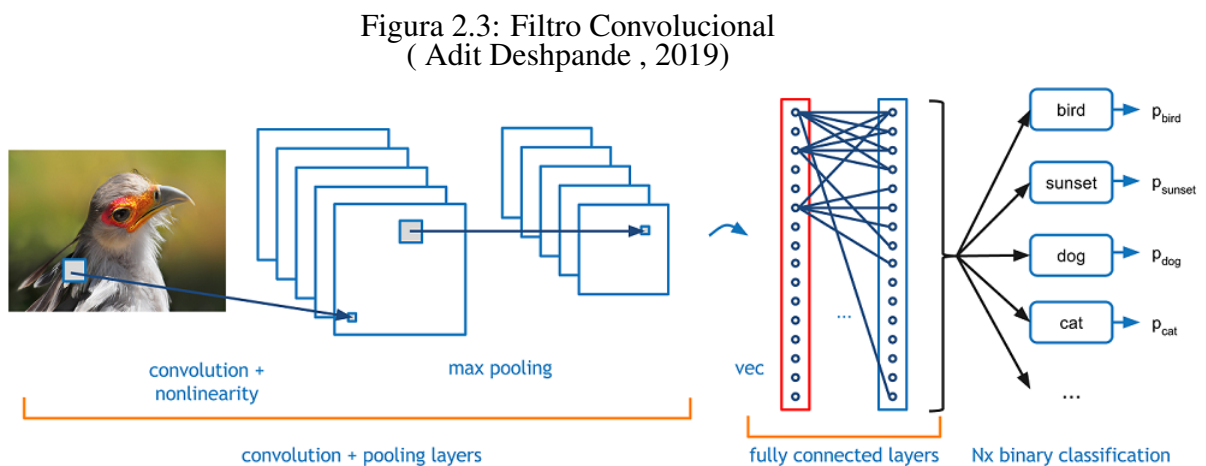 Figura 2.3: Filtro Convolucional
( Adit Deshpande , 2019)
bird
p_bird
sunset
p_sunset
dog
p_dog
cat
p_cat
...
...
convolution +
nonlinearity
max pooling
vec
convolution + pooling layers
fully connected layers
Nx binary classification